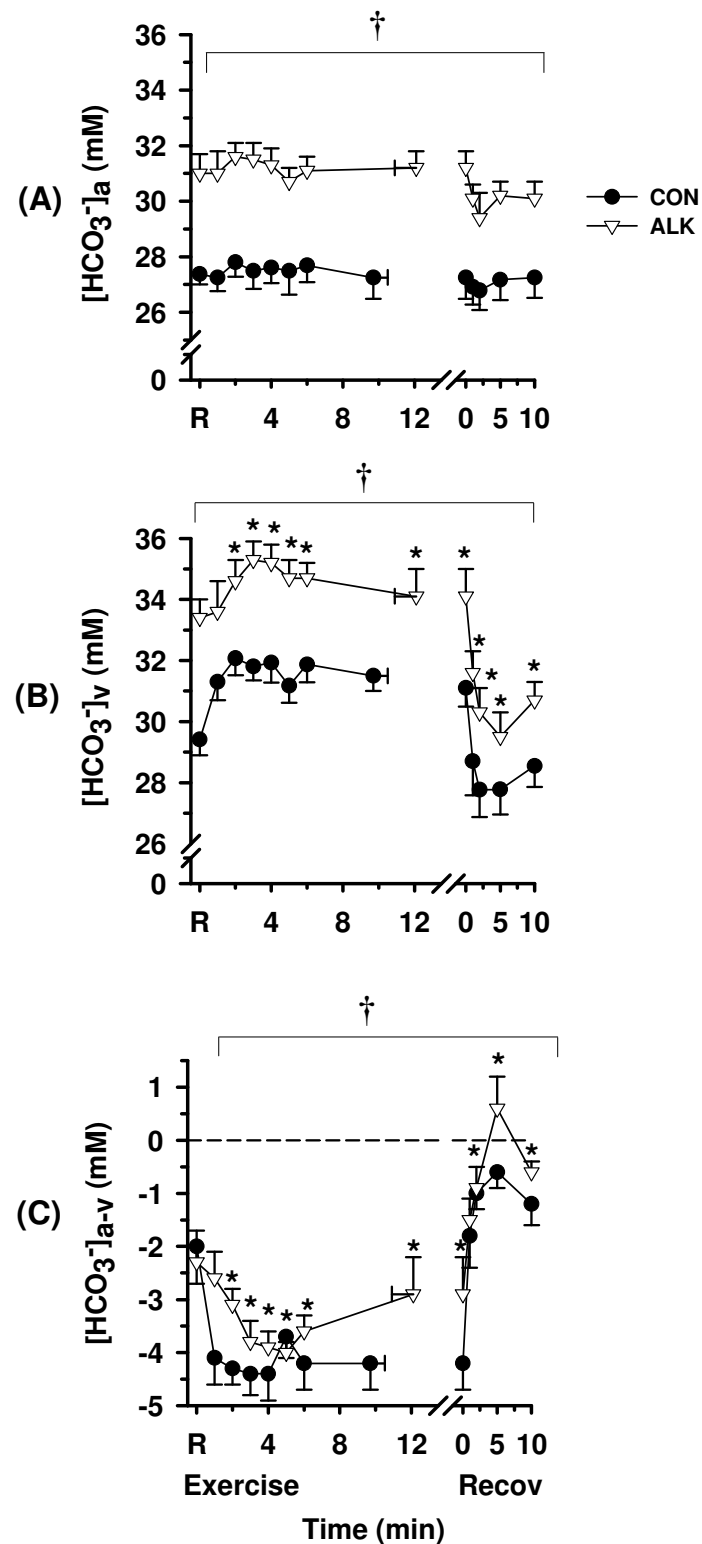 †
36
34
32
30
28
26
0
[HCO3-]a (mM)
(A)
CON
ALK
R 4 8 12 0 5 10
†
* * * * * * *
* * * *
36
34
32
30
28
26
0
[HCO3-]v (mM)
(B)
R 4 8 12 0 5 10
†
1
0
-1
-2
-3
-4
-5
[HCO3-]a-v (mM)
(C)
* * * * * * * * * *
R 4 8 12 0 5 10
Exercise Recov
Time (min)